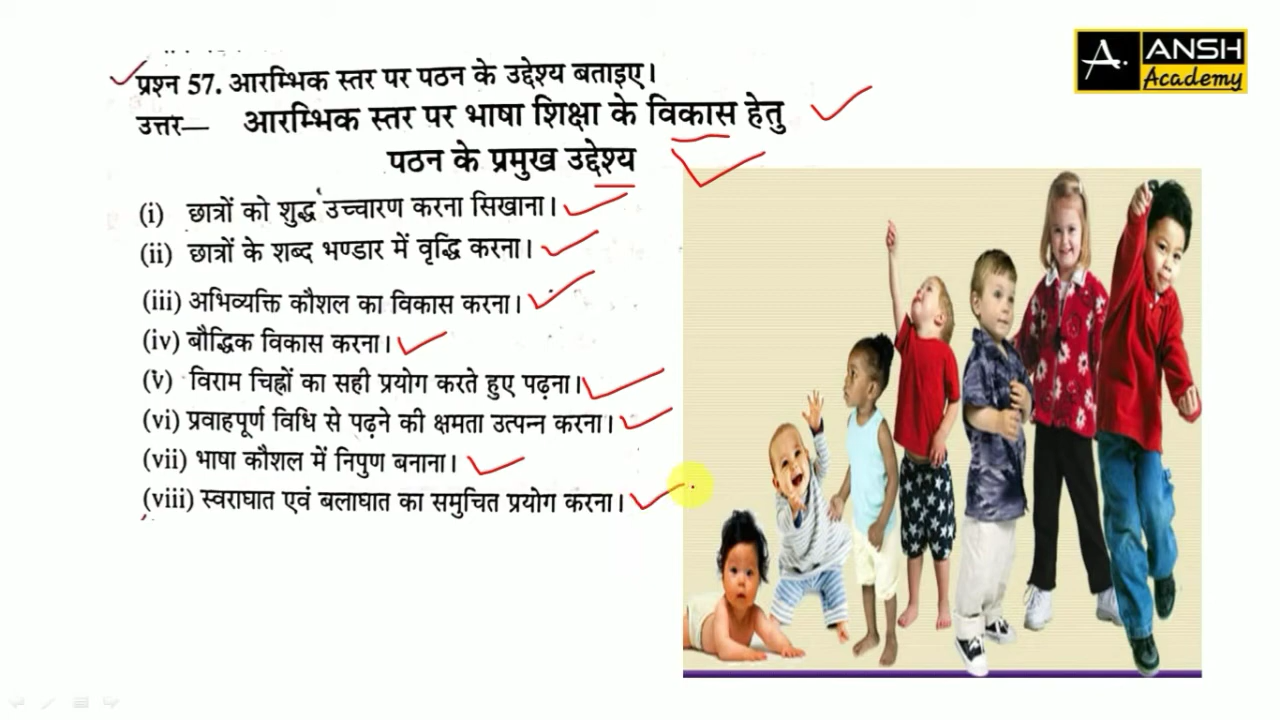 A. ANSH Academy
प्रश्न 57. आरम्भिक स्तर पर पठन के उद्देश्य बताइए।
उत्तर— आरम्भिक स्तर पर भाषा शिक्षा के विकास हेतु
पठन के प्रमुख उद्देश्य
(i) छात्रों को शुद्ध उच्चारण करना सिखाना।
(ii) छात्रों के शब्द भण्डार में वृद्धि करना।
(iii) अभिव्यक्ति कौशल का विकास करना।
(iv) बौद्धिक विकास करना।
(v) विराम चिह्नों का सही प्रयोग करते हुए पढ़ना।
(vi) प्रवाहपूर्ण विधि से पढ़ने की क्षमता उत्पन्न करना।
(vii) भाषा कौशल में निपुण बनाना।
(viii) स्वराघात एवं बलाघात का समुचित प्रयोग करना।